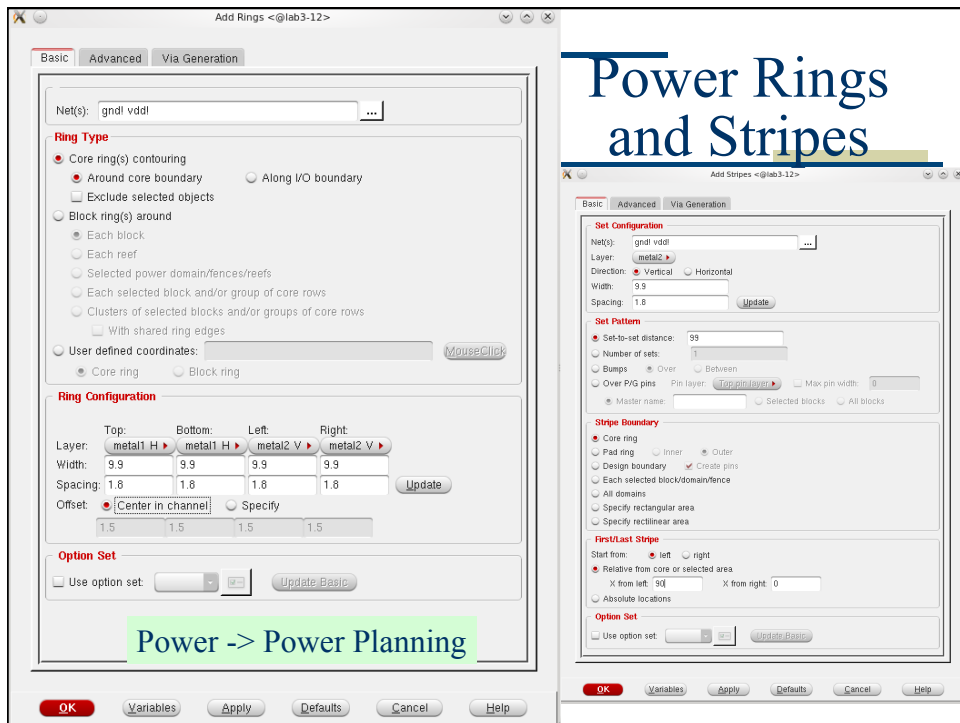 Add Rings <@lab3-12>
Basic Advanced Via Generation
Net(s): gnd! vdd! ...
Ring Type
Core ring(s) contouring
Around core boundary Along I/O boundary
Exclude selected objects
Block ring(s) around
Each block
Each reef
Selected power domain/fences/reefs
Each selected block and/or group of core rows
Clusters of selected blocks and/or groups of core rows
With shared ring edges
User defined coordinates: MouseClick
Core ring Block ring
Ring Configuration
Top: Bottom: Left: Right:
Layer: metal1 H metal1 H metal2 V metal2 V
Width: 9.9 9.9 9.9 9.9
Spacing: 1.8 1.8 1.8 1.8 Update
Offset: Center in channel Specify
1.5 1.5 1.5 1.5
Option Set
Use option set: Update Basic
Power -> Power Planning
OK Variables Apply Defaults Cancel Help
Power Rings
and Stripes
Add Stripes <@lab3-12>
Basic Advanced Via Generation
Set Configuration
Net(s): gnd! vdd! ...
Layer: metal2
Direction: Vertical Horizontal
Width: 9.9
Spacing: 1.8 Update
Set Pattern
Set-to-set distance: 99
Number of sets: 1
Bumps Over Between
Over P/G pins Pin layer: Top pin layer Max pin width: 0
Master name: Selected blocks All blocks
Stripe Boundary
Core ring
Pad ring Inner Outer
Design boundary Create pins
Each selected block/domain/fence
All domains
Specify rectangular area
Specify rectilinear area
First/Last Stripe
Start from: left right
Relative from core or selected area
X from left: 90 X from right: 0
Absolute locations
Option Set
Use option set: Update Basic
OK Variables Apply Defaults Cancel Help